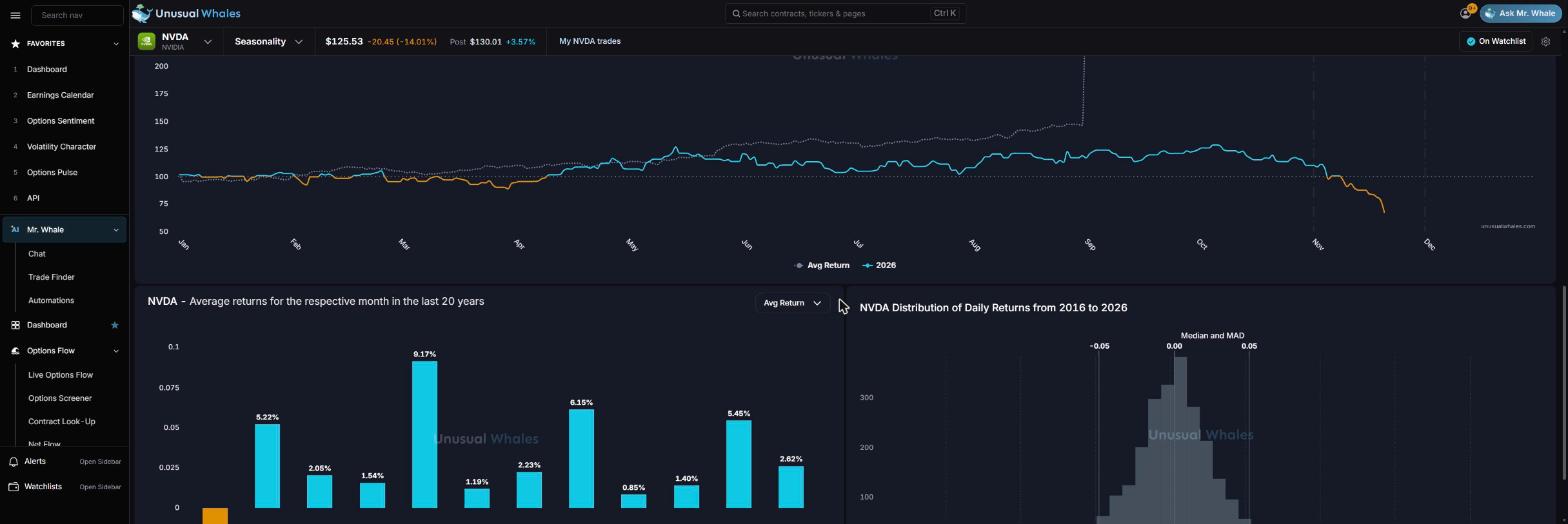 Search nav
Unusual Whales
Search contracts, tickers & pages
Ctrl K
9+
Ask Mr. Whale
FAVORITES
NVDA
NVIDIA
Seasonality
$125.53 -20.45 (-14.01%) Post $130.01 +3.57%
My NVDA trades
On Watchlist
1 Dashboard
2 Earnings Calendar
3 Options Sentiment
4 Volatility Character
5 Options Pulse
6 API
AI Mr. Whale
Chat
Trade Finder
Automations
Dashboard
Options Flow
Live Options Flow
Options Screener
Contract Look-Up
Net Flow
Alerts Open Sidebar
Watchlists Open Sidebar
Unusual Whales
200
175
150
125
100
75
50
Jan Feb Mar Apr May Jun Jul Aug Sep Oct Nov Dec
unusualwhales.com
Avg Return 2026
NVDA - Average returns for the respective month in the last 20 years
Avg Return
0.1
0.075
0.05
0.025
0
5.22%
2.05%
1.54%
9.17%
1.19%
2.23%
6.15%
0.85%
1.40%
5.45%
2.62%
Unusual Whales
NVDA Distribution of Daily Returns from 2016 to 2026
Median and MAD
-0.05 0.00 0.05
300
200
100
Unusual Whales